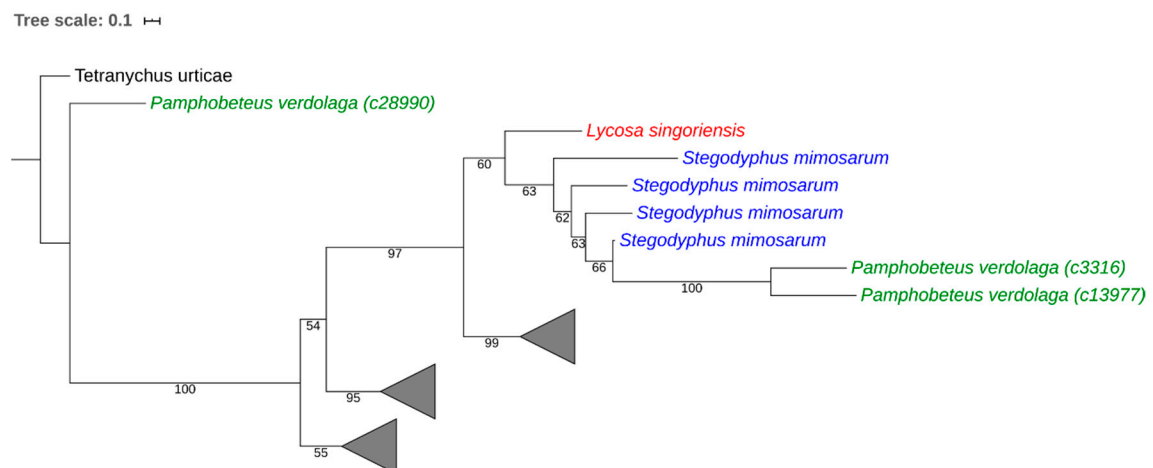 Tree scale: 0.1
Tetranychus urticae
Pamphobeteus verdolaga (c28990)
Lycosa singoriensis
60
Stegodyphus mimosarum
63
Stegodyphus mimosarum
62
Stegodyphus mimosarum
63
Stegodyphus mimosarum
66
Pamphobeteus verdolaga (c3316)
100
Pamphobeteus verdolaga (c13977)
97
54
99
100
95
55